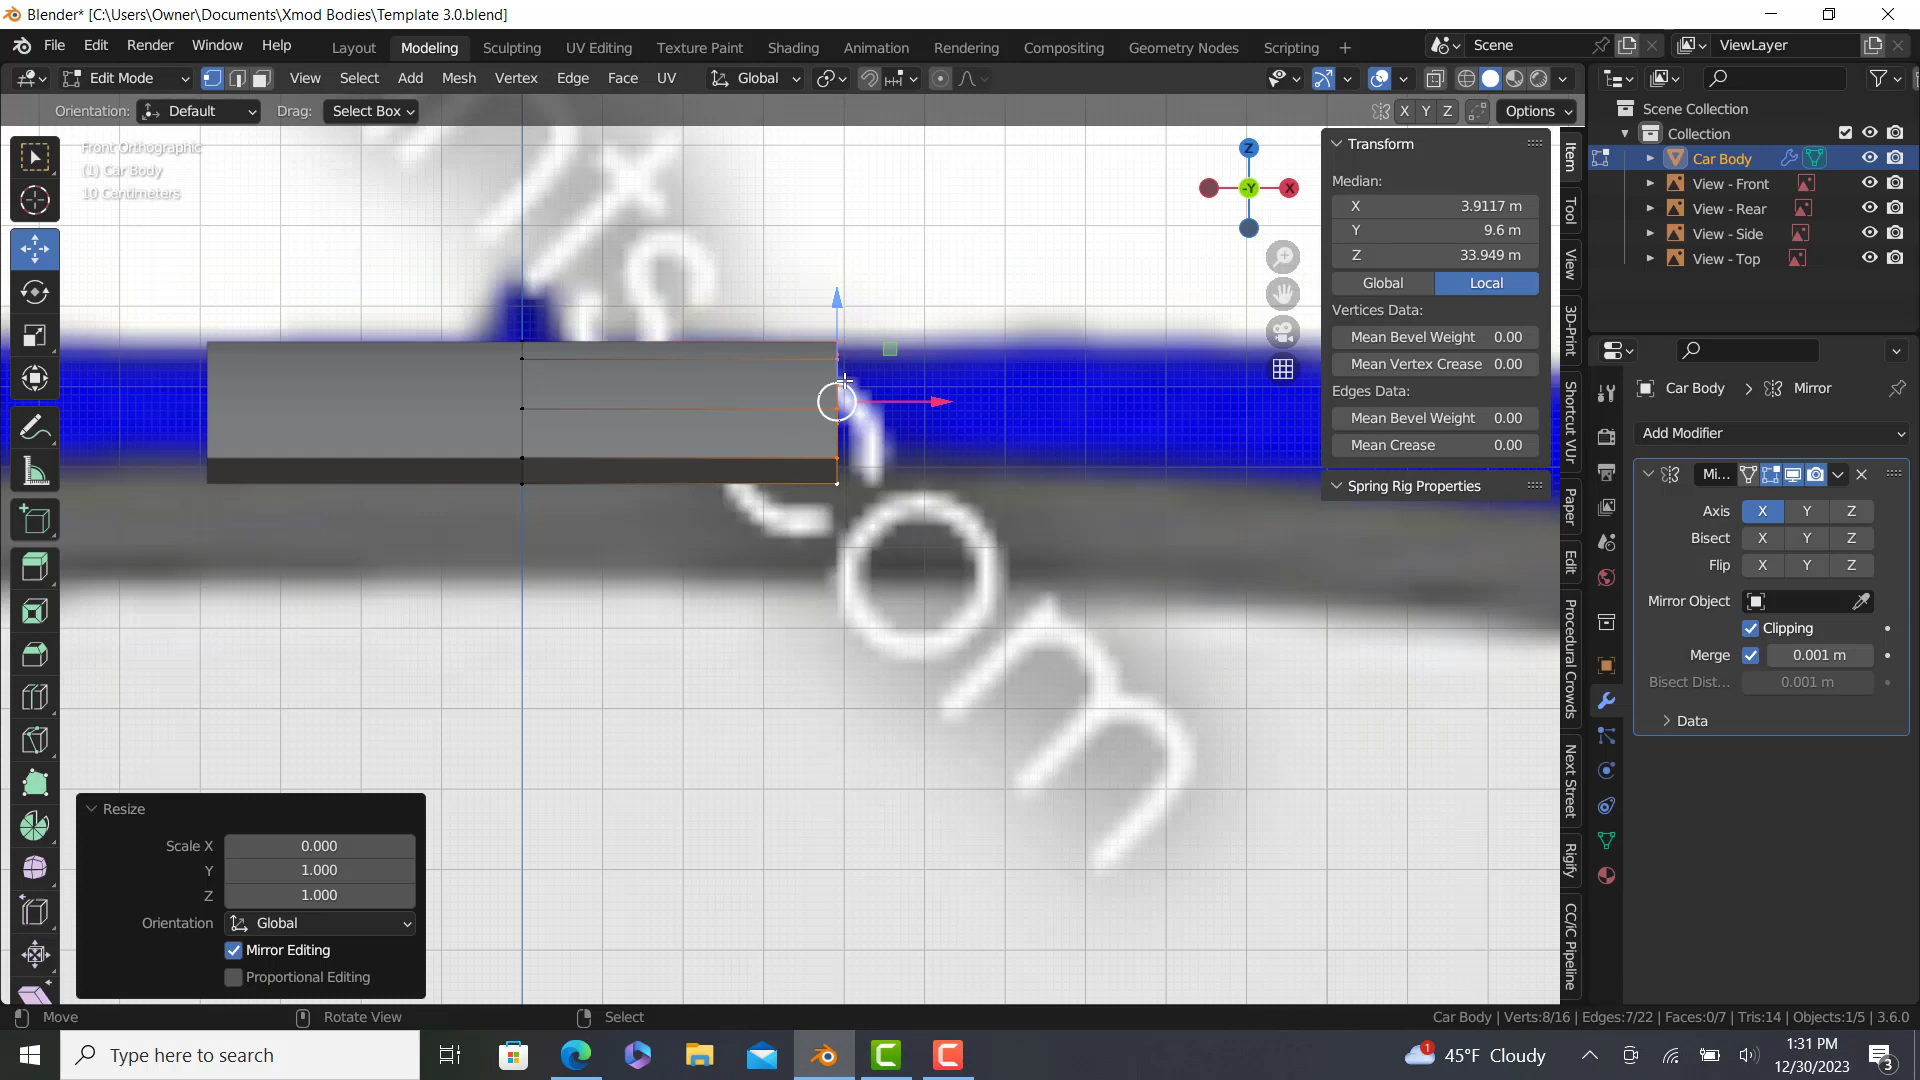 Blender* [C:\Users\Owner\Documents\Xmod Bodies\Template 3.0.blend]
File Edit Render Window Help Layout Modeling Sculpting UV Editing Texture Paint Shading Animation Rendering Compositing Geometry Nodes Scripting + Scene ViewLayer
Edit Mode View Select Add Mesh Vertex Edge Face UV Global
Orientation: Default Drag: Select Box X Y Z Options
Front Orthographic
(1) Car Body
10 Centimeters
Z
-Y X
Transform
Median:
X 3.9117 m
Y 9.6 m
Z 33.949 m
Global Local
Vertices Data:
Mean Bevel Weight 0.00
Mean Vertex Crease 0.00
Edges Data:
Mean Bevel Weight 0.00
Mean Crease 0.00
Spring Rig Properties
Item
Tool
View
3D-Print
Shortcut VUr
Paper
Edit
Procedural Crowds
Next Street
Rigify
CC/iC Pipeline
Scene Collection
Collection
Car Body
View - Front
View - Rear
View - Side
View - Top
Car Body > Mirror
Add Modifier
Mi...
Axis X Y Z
Bisect X Y Z
Flip X Y Z
Mirror Object
Clipping
Merge 0.001 m
Bisect Dist... 0.001 m
Data
ts.
com
Resize
Scale X 0.000
Y 1.000
Z 1.000
Orientation Global
Mirror Editing
Proportional Editing
Move Rotate View Select Car Body | Verts:8/16 | Edges:7/22 | Faces:0/7 | Tris:14 | Objects:1/5 | 3.6.0
Type here to search
1
45°F Cloudy
1:31 PM
12/30/2023
3